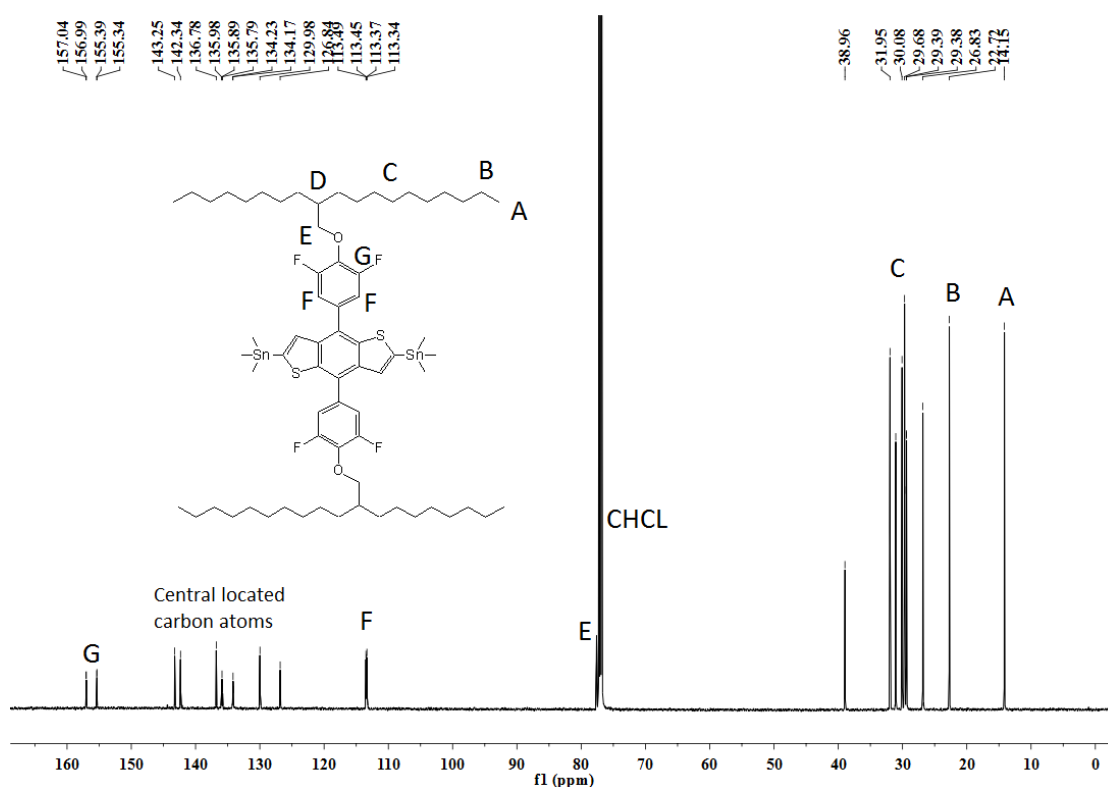 157.04
156.99
155.39
155.34
143.25
142.34
136.78
135.98
135.89
135.79
134.23
134.17
129.98
126.84
113.49
113.45
113.37
113.34
38.96
31.95
30.08
29.68
29.39
29.38
26.83
22.72
14.15
D
C
B
A
E
O
F
G
F
F
F
S
Sn
Sn
S
F
F
O
C
B
A
CHCL
Central located
carbon atoms
G
F
E
160 150 140 130 120 110 100 90 80 70 60 50 40 30 20 10 0
f1 (ppm)